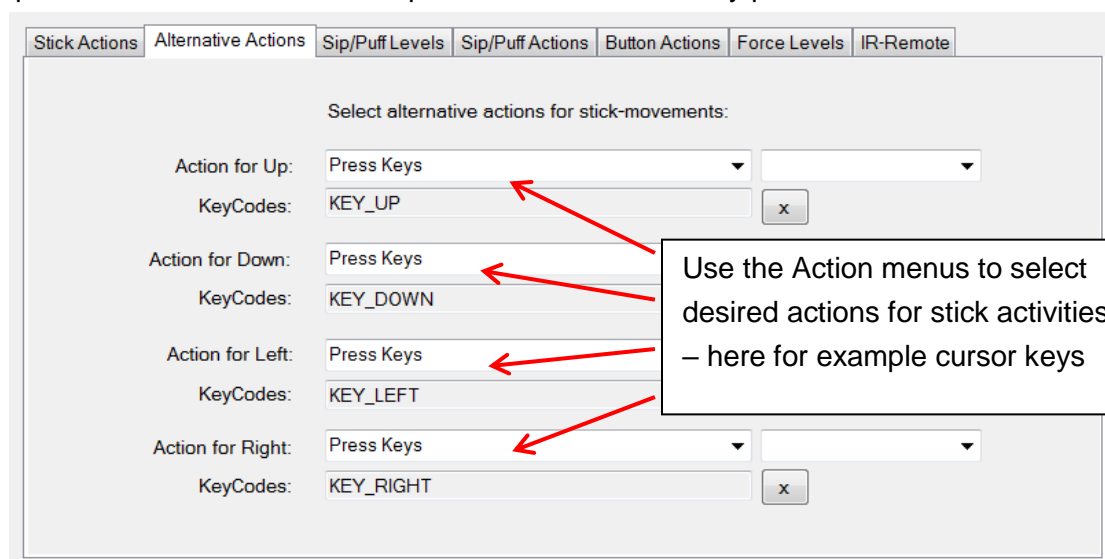 Stick Actions Alternative Actions Sip/Puff Levels Sip/Puff Actions Button Actions Force Levels IR-Remote
Select alternative actions for stick-movements:
Action for Up: Press Keys
KeyCodes: KEY_UP x
Action for Down: Press Keys
KeyCodes: KEY_DOWN
Action for Left: Press Keys
KeyCodes: KEY_LEFT
Action for Right: Press Keys
KeyCodes: KEY_RIGHT x
Use the Action menus to select
desired actions for stick activities
– here for example cursor keys